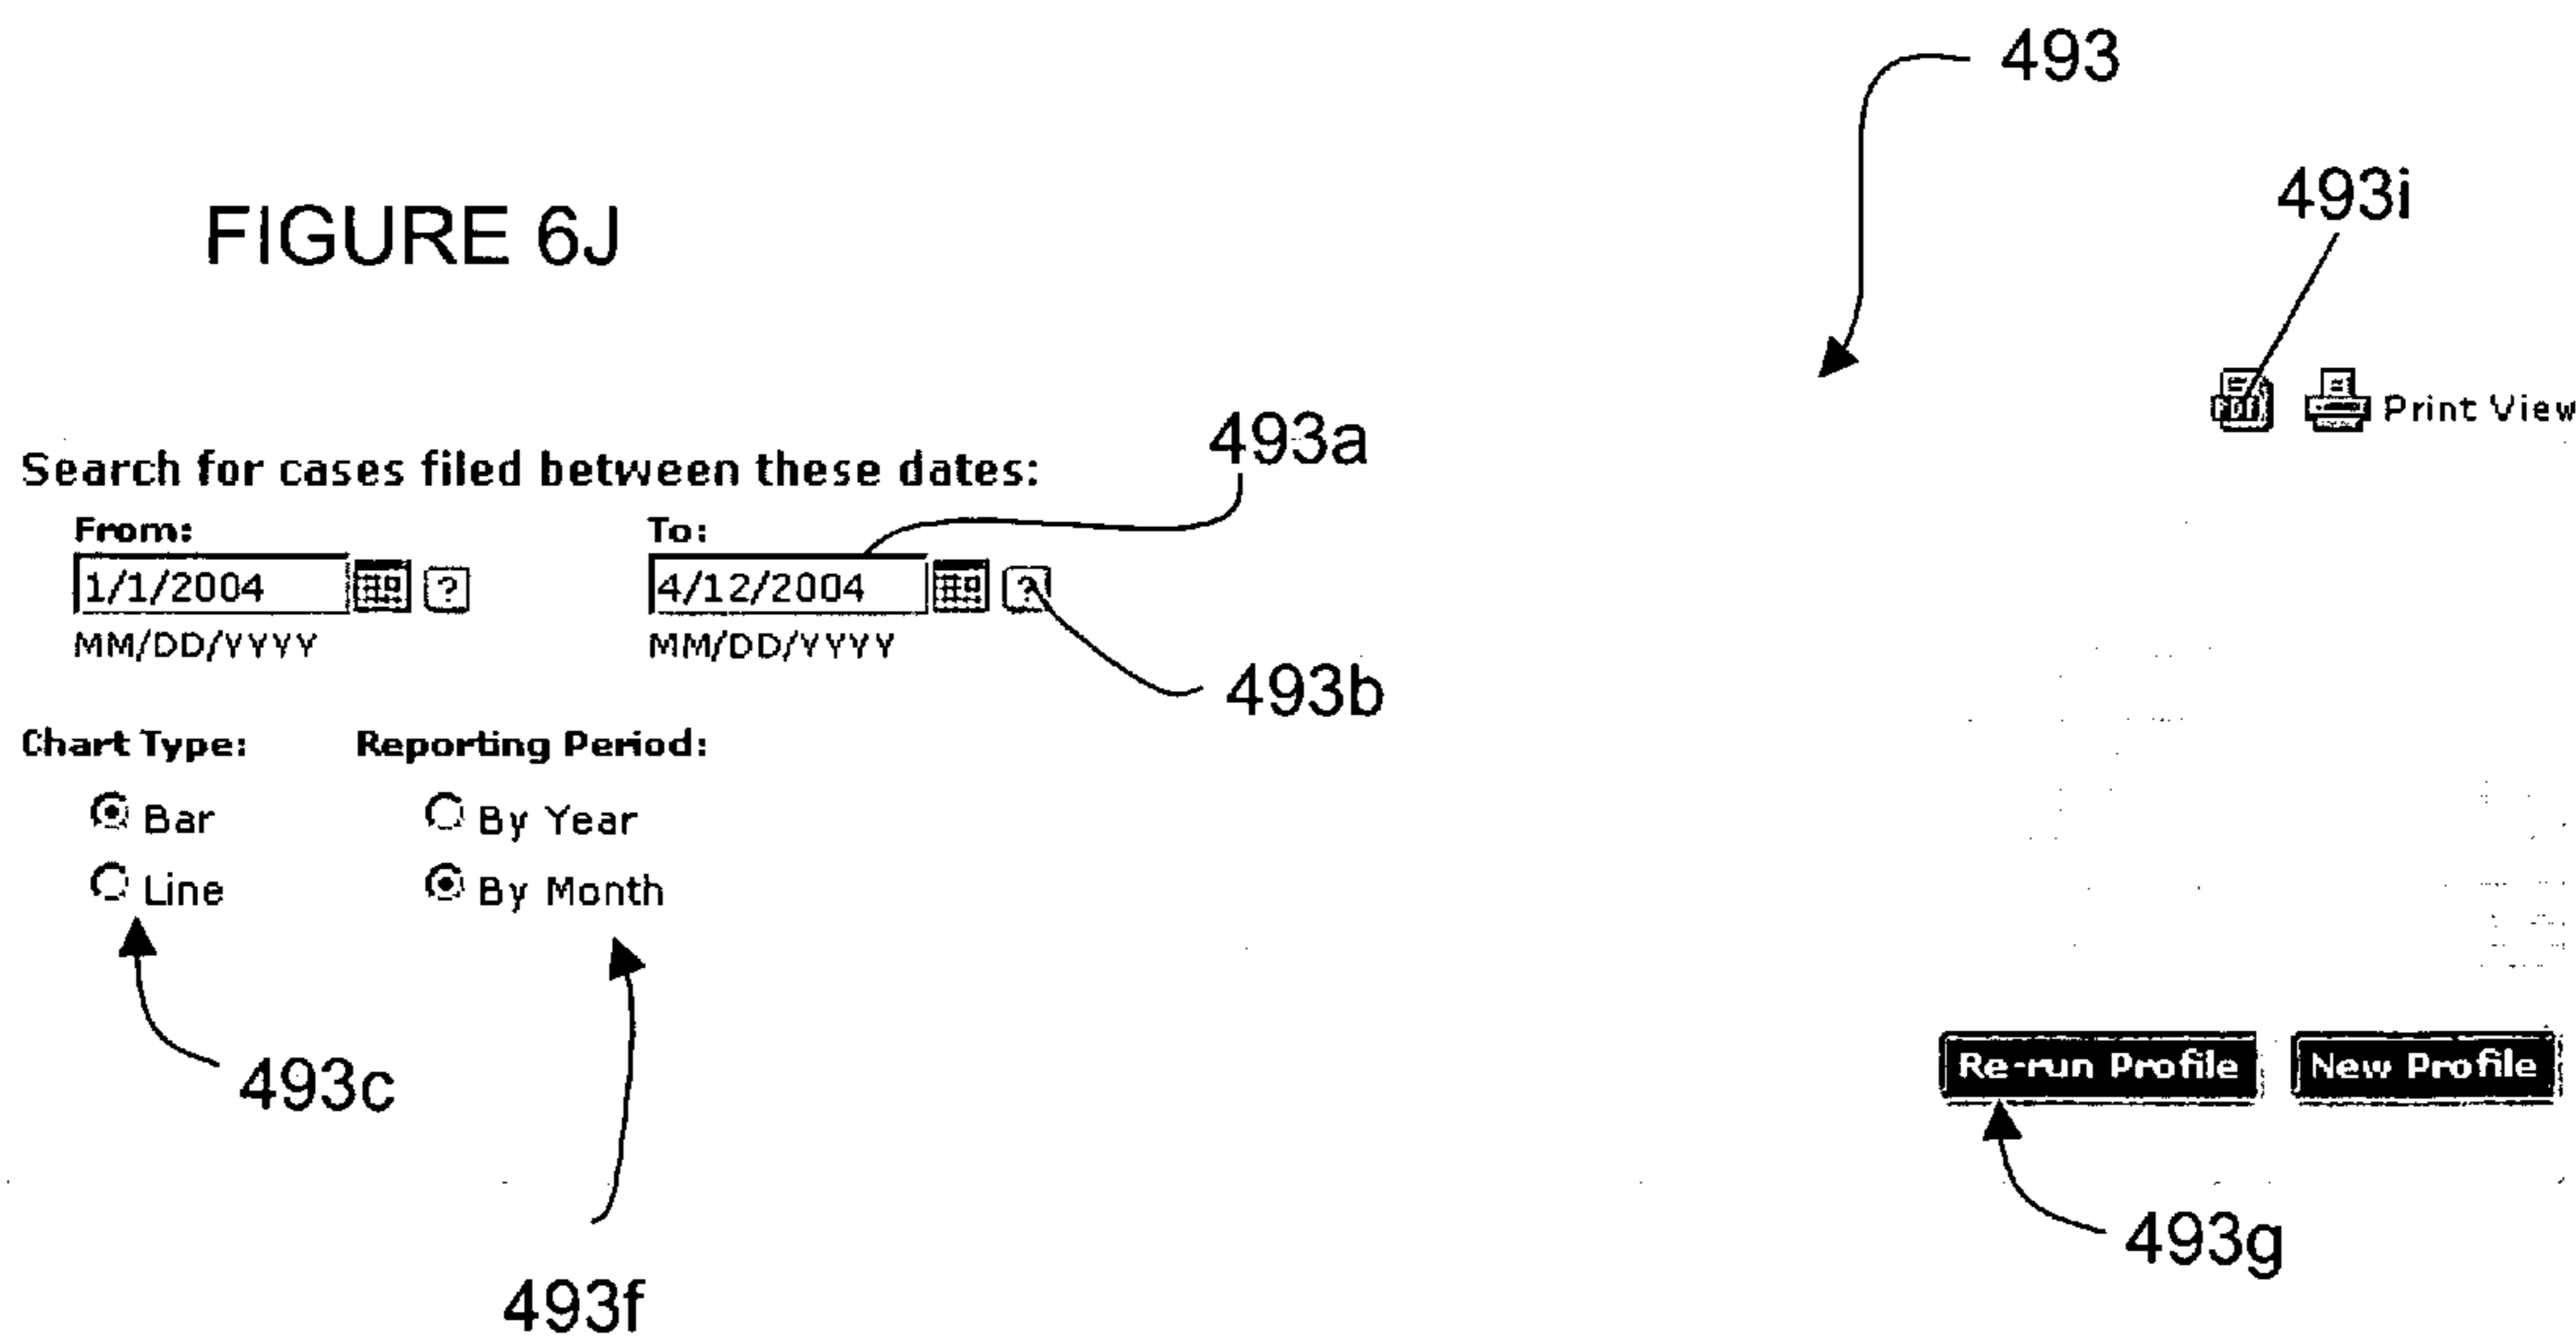 493
493i
FIGURE 6J
PDF Print View
493a
Search for cases filed between these dates:
From: To:
1/1/2004 ? 4/12/2004 ?
MM/DD/YYYY MM/DD/YYYY
493b
Chart Type: Reporting Period:
Bar By Year
Line By Month
Re-run Profile New Profile
493c
493g
493f